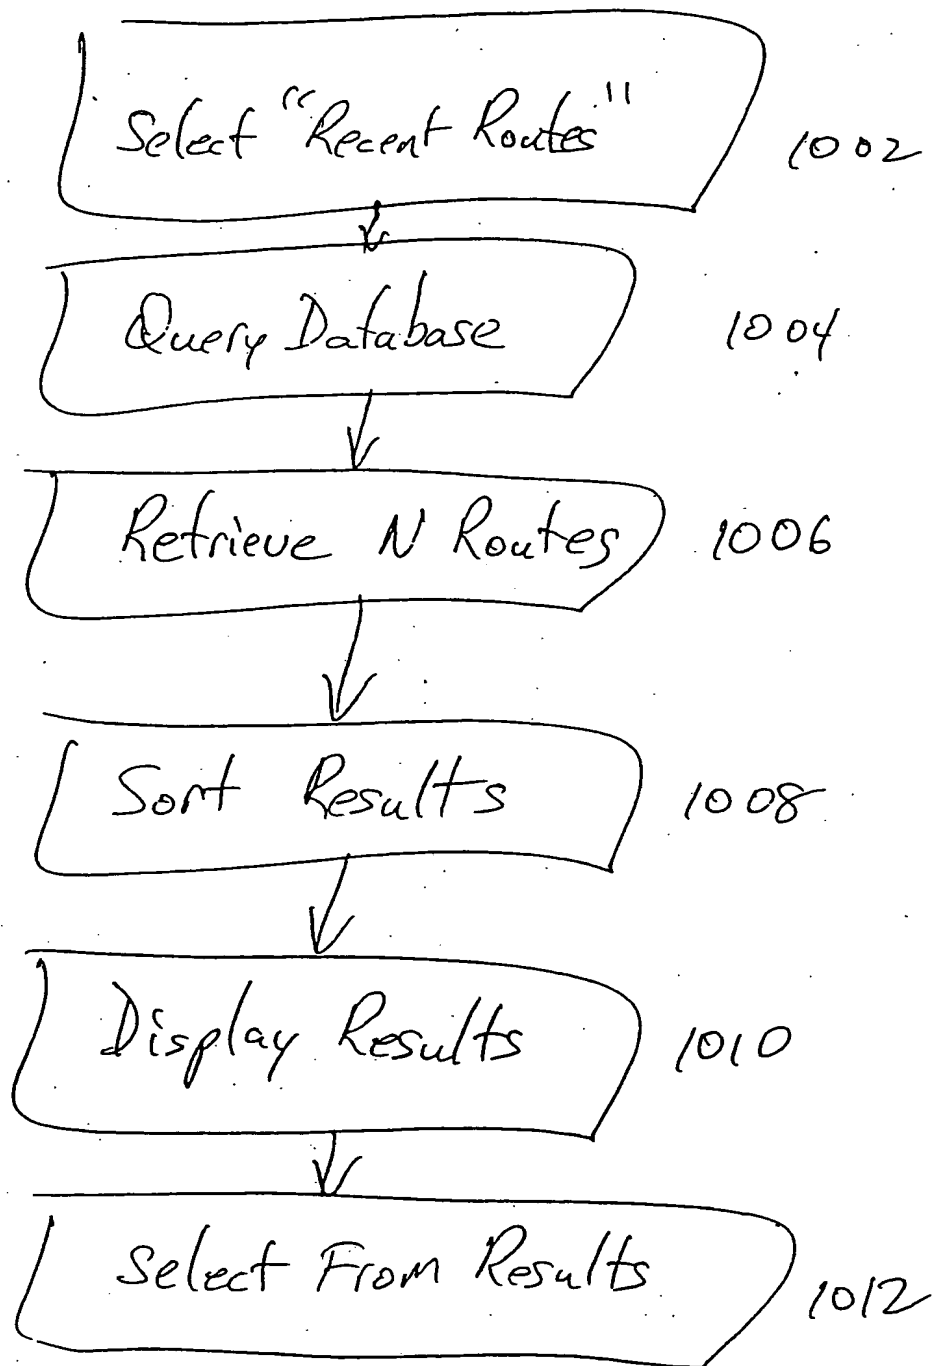 Select "Recent Routes" 1002
Query Database 1004
Retrieve N Routes 1006
Sort Results 1008
Display Results 1010
Select From Results 1012